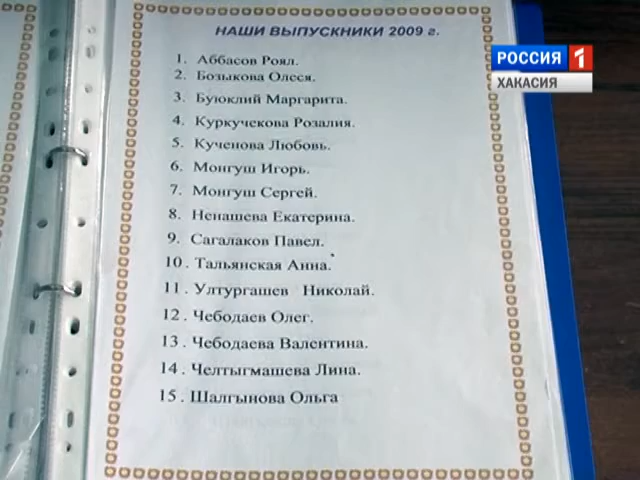 НАШИ ВЫПУСКНИКИ 2009 г.
РОССИЯ 1
ХАКАСИЯ
1. Аббасов Роял.
2. Бозыкова Олеся.
3. Буюклий Маргарита.
4. Куркучекова Розалия.
5. Кученова Любовь.
6. Монгуш Игорь.
7. Монгуш Сергей.
8. Ненашева Екатерина.
9. Сагалаков Павел.
10. Тальянская Анна.
11.Ултургашев Николай.
12. Чебодаев Олег.
13. Чебодаева Валентина.
14. Челтыгмашева Лина.
15. Шалгынова Ольга